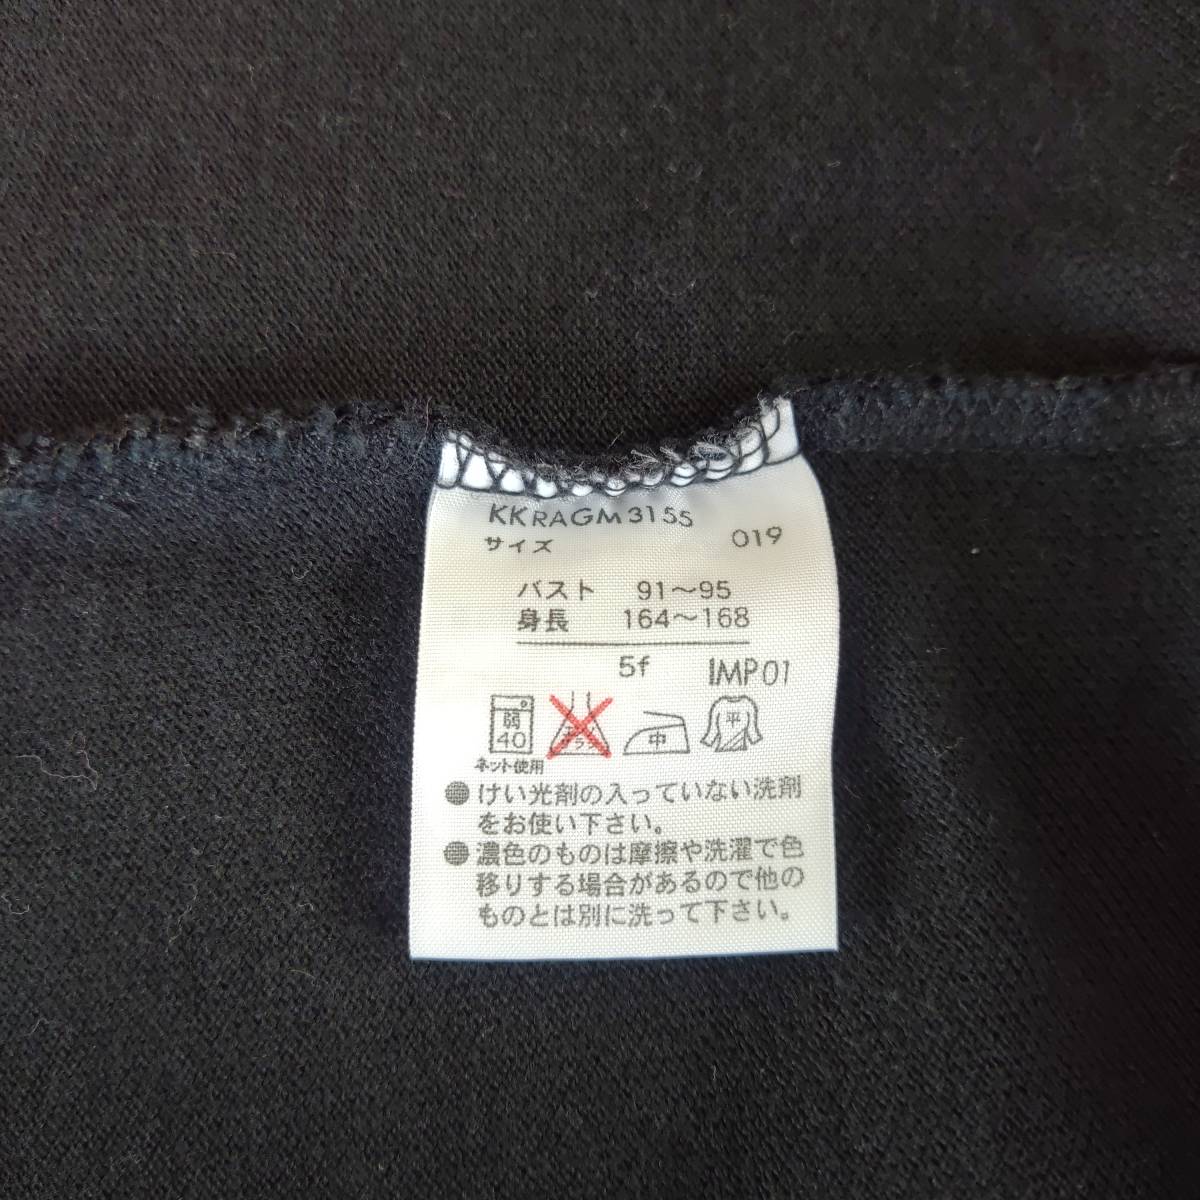 KKRAGM3155
サイズ 019
バスト 91～95
身長 164～168
5f IMP01
弱 中 平
40
ネット使用
●けい光剤の入っていない洗剤
をお使い下さい。
●濃色のものは摩擦や洗濯で色
移りする場合があるので他の
ものとは別に洗って下さい。